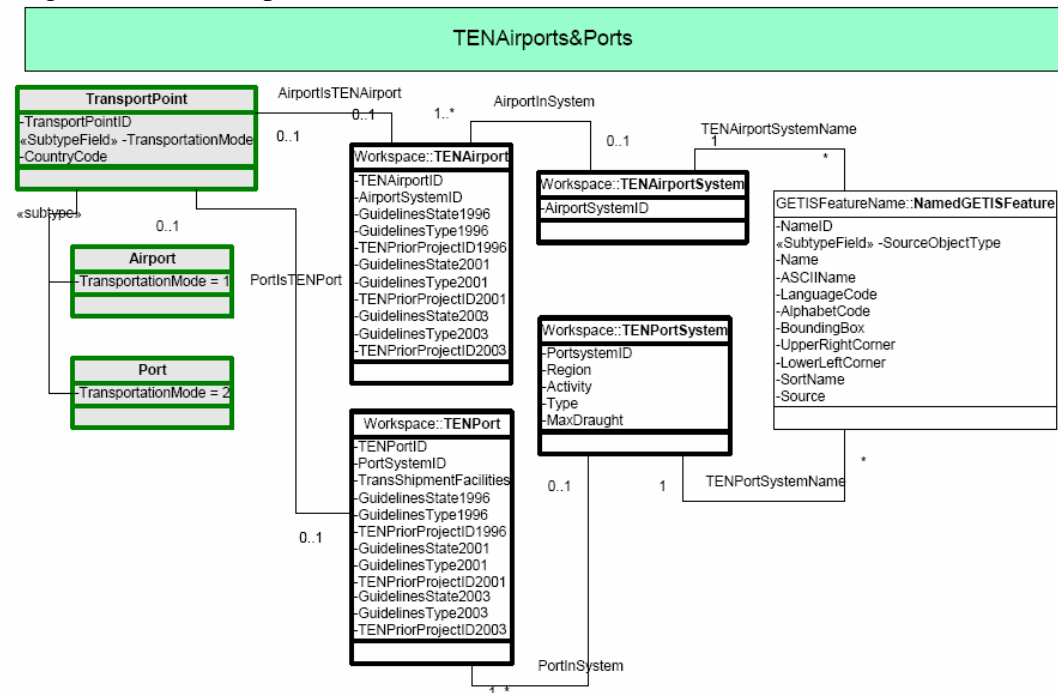 TENAirports&Ports
TransportPoint
-TransportPointID
«SubtypeField» -TransportationMode
-CountryCode
AirportIsTENAirport
0..1
0..1
1..*
AirportInSystem
0..1
TENAirportSystemName
1
*
«subtype»
0..1
Airport
-TransportationMode = 1
Port
-TransportationMode = 2
PortIsTENPort
0..1
Workspace::TENAirport
-TENAirportID
-AirportSystemID
-GuidelinesState1996
-GuidelinesType1996
-TENPriorProjectID1996
-GuidelinesState2001
-GuidelinesType2001
-TENPriorProjectID2001
-GuidelinesState2003
-GuidelinesType2003
-TENPriorProjectID2003
Workspace::TENAirportSystem
-AirportSystemID
GETISFeatureName::NamedGETISFeature
-NameID
«SubtypeField» -SourceObjectType
-Name
-ASCIIName
-LanguageCode
-AlphabetCode
-BoundingBox
-UpperRightCorner
-LowerLeftCorner
-SortName
-Source
Workspace::TENPortSystem
-PortsystemID
-Region
-Activity
-Type
-MaxDraught
Workspace::TENPort
-TENPortID
-PortSystemID
-TransShipmentFacilities
-GuidelinesState1996
-GuidelinesType1996
-TENPriorProjectID1996
-GuidelinesState2001
-GuidelinesType2001
-TENPriorProjectID2001
-GuidelinesState2003
-GuidelinesType2003
-TENPriorProjectID2003
0..1
1
TENPortSystemName
*
PortInSystem
1..*